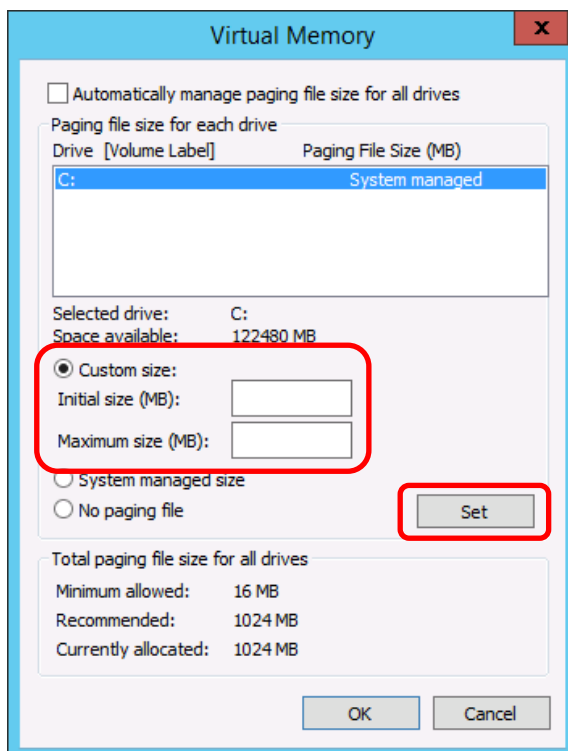 Virtual Memory
x
Automatically manage paging file size for all drives
Paging file size for each drive
Drive [Volume Label] Paging File Size (MB)
C: System managed
Selected drive: C:
Space available: 122480 MB
Custom size:
Initial size (MB):
Maximum size (MB):
System managed size
No paging file
Set
Total paging file size for all drives
Minimum allowed: 16 MB
Recommended: 1024 MB
Currently allocated: 1024 MB
OK Cancel